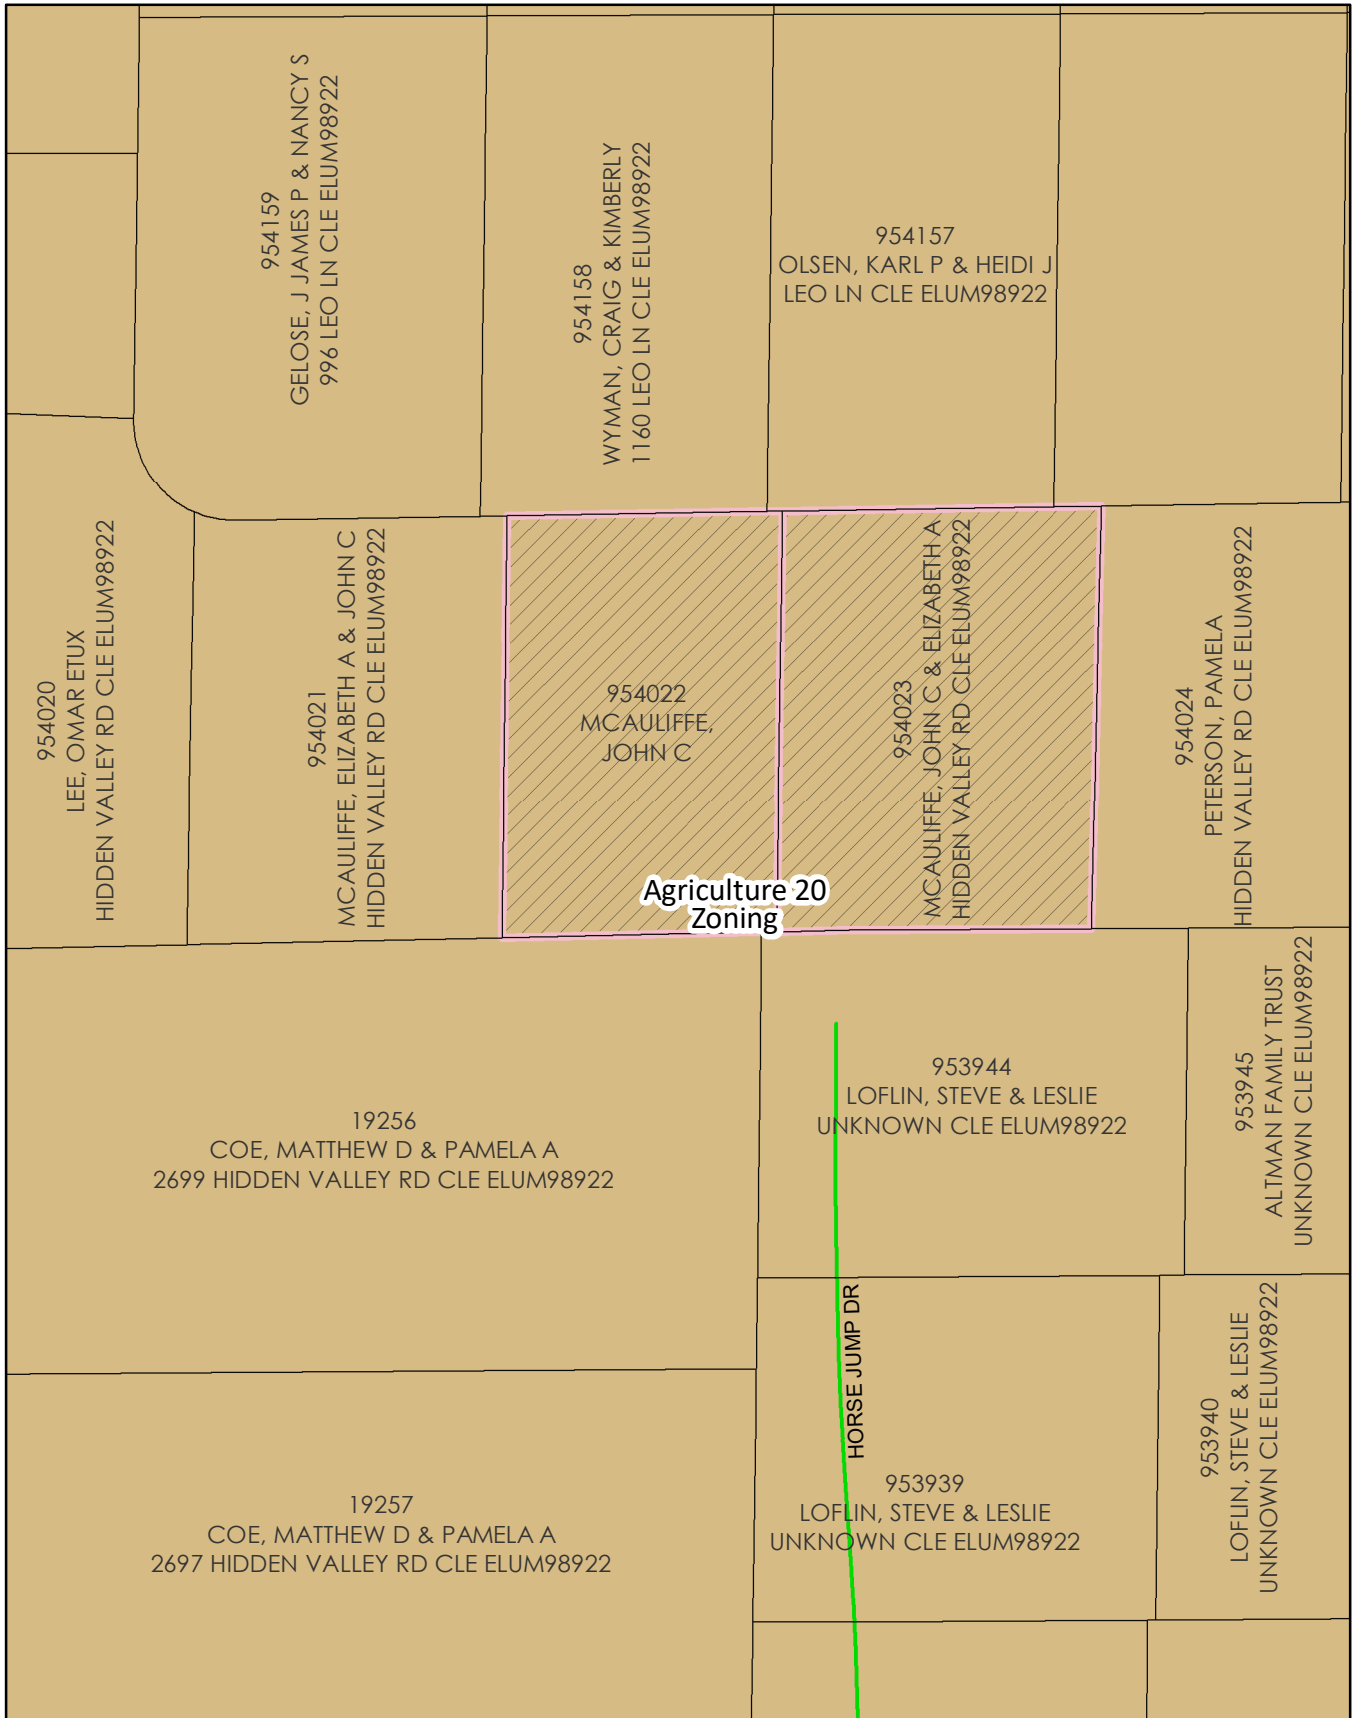 954159
GELOSE, J JAMES P & NANCY S
996 LEO LN CLE ELUM98922
954158
WYMAN, CRAIG & KIMBERLY
1160 LEO LN CLE ELUM98922
954157
OLSEN, KARL P & HEIDI J
LEO LN CLE ELUM98922
954020
LEE, OMAR ETUX
HIDDEN VALLEY RD CLE ELUM98922
954021
MCAULIFFE, ELIZABETH A & JOHN C
HIDDEN VALLEY RD CLE ELUM98922
954022
MCAULIFFE,
JOHN C
954023
MCAULIFFE, JOHN C & ELIZABETH A
HIDDEN VALLEY RD CLE ELUM98922
954024
PETERSON, PAMELA
HIDDEN VALLEY RD CLE ELUM98922
Agriculture 20
Zoning
19256
COE, MATTHEW D & PAMELA A
2699 HIDDEN VALLEY RD CLE ELUM98922
953944
LOFLIN, STEVE & LESLIE
UNKNOWN CLE ELUM98922
953945
ALTMAN FAMILY TRUST
UNKNOWN CLE ELUM98922
HORSE JUMP DR
19257
COE, MATTHEW D & PAMELA A
2697 HIDDEN VALLEY RD CLE ELUM98922
953939
LOFLIN, STEVE & LESLIE
UNKNOWN CLE ELUM98922
953940
LOFLIN, STEVE & LESLIE
UNKNOWN CLE ELUM98922